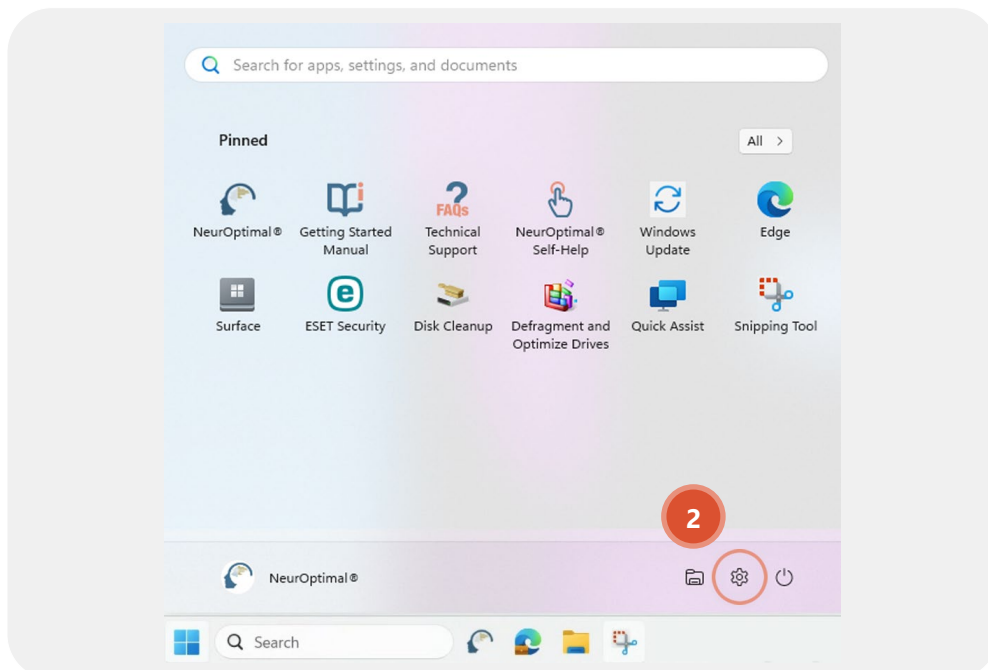 Search for apps, settings, and documents
Pinned
All
NeurOptimal®
Getting Started
Manual
FAQs
Technical
Support
NeurOptimal®
Self-Help
Windows
Update
Edge
Surface
e
ESET Security
Disk Cleanup
Defragment and
Optimize Drives
Quick Assist
Snipping Tool
2
NeurOptimal®
Search